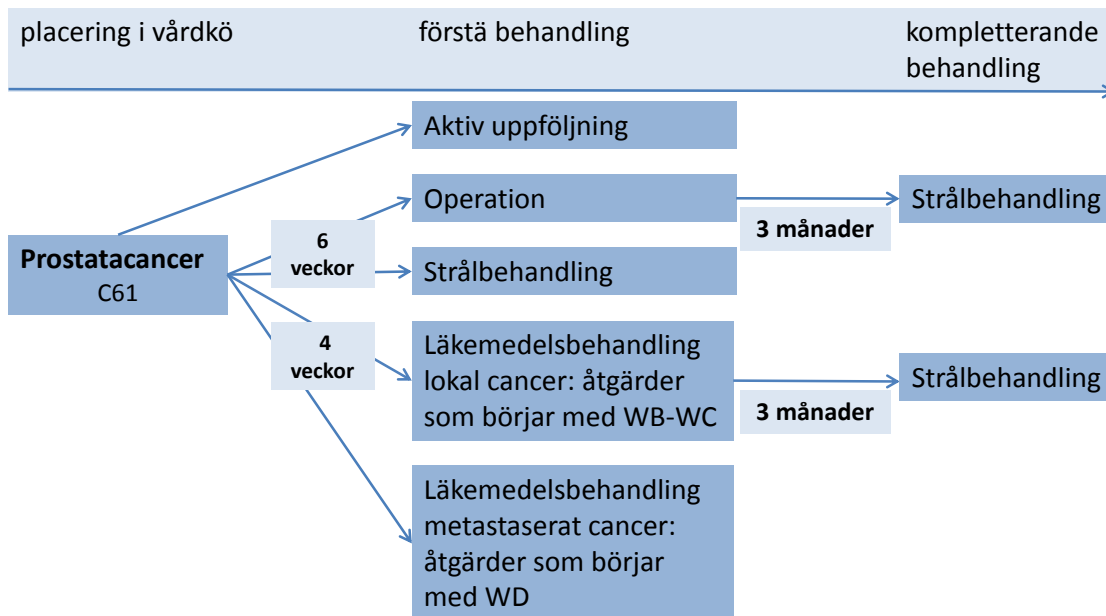 placering i vårdkö
förstä behandling
kompletterande
behandling
Aktiv uppföljning
Operation
Strålbehandling
3 månader
6
veckor
Prostatacancer
C61
Strålbehandling
4
veckor
Läkemedelsbehandling
lokal cancer: åtgärder
som börjar med WB-WC
Strålbehandling
3 månader
Läkemedelsbehandling
metastaserat cancer:
åtgärder som börjar
med WD